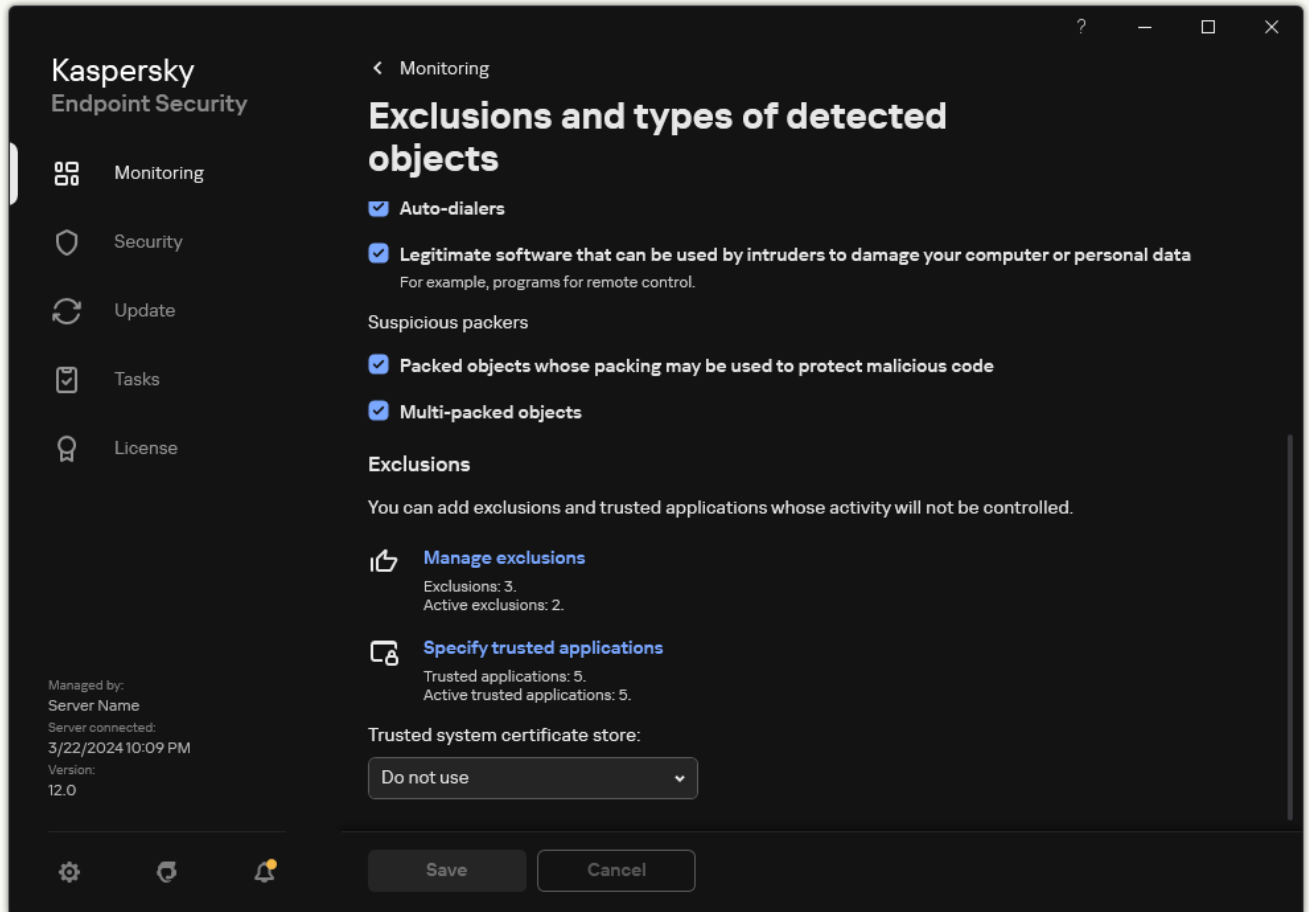 ?
Kaspersky
Endpoint Security
Monitoring
Security
Update
Tasks
License
Managed by:
Server Name
Server connected:
3/22/2024 10:09 PM
Version:
12.0
Monitoring
Exclusions and types of detected
objects
Auto-dialers
Legitimate software that can be used by intruders to damage your computer or personal data
For example, programs for remote control.
Suspicious packers
Packed objects whose packing may be used to protect malicious code
Multi-packed objects
Exclusions
You can add exclusions and trusted applications whose activity will not be controlled.
Manage exclusions
Exclusions: 3.
Active exclusions: 2.
Specify trusted applications
Trusted applications: 5.
Active trusted applications: 5.
Trusted system certificate store:
Do not use
Save
Cancel